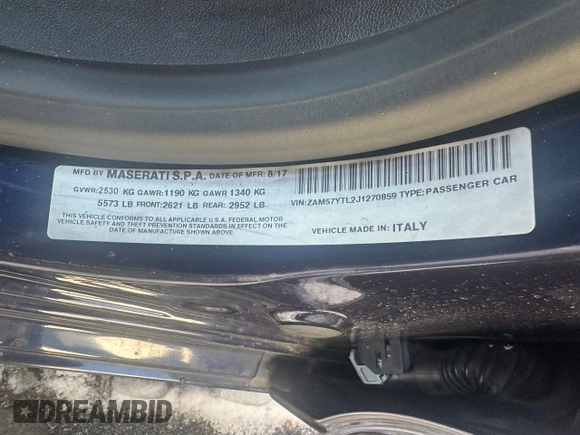 MFD BY MASERATI S.P.A. DATE OF MFR: 8/17
GVWR:2530 KG GAWR:1190 KG GAWR 1340 KG
5573 LB FRONT:2621 LB REAR: 2952 LB
THIS VEHICLE CONFORMS TO ALL APPLICABLE U.S.A. FEDERAL MOTOR
VEHICLE SAFETY AND THEFT PREVENTION STANDARDS IN EFFECT ON THE
DATE OF MANUFACTURE SHOWN ABOVE
VIN:ZAM57YTL2J1270859 TYPE:PASSENGER CAR
VEHICLE MADE IN: ITALY
DREAMBID